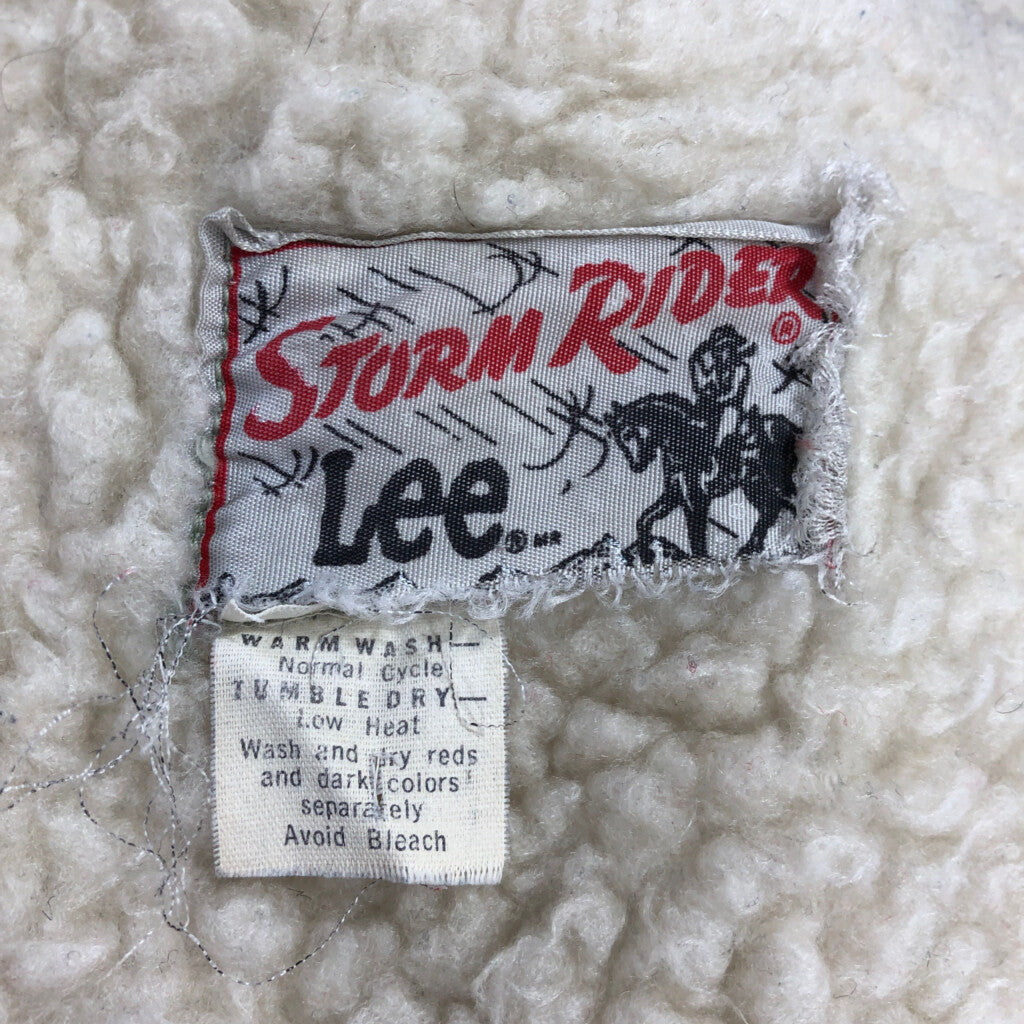 STORM RIDER®
Lee® MR
WARM WASH—
Normal Cycle
TUMBLE DRY—
Low Heat
Wash and dry reds
and dark colors
separately
Avoid Bleach